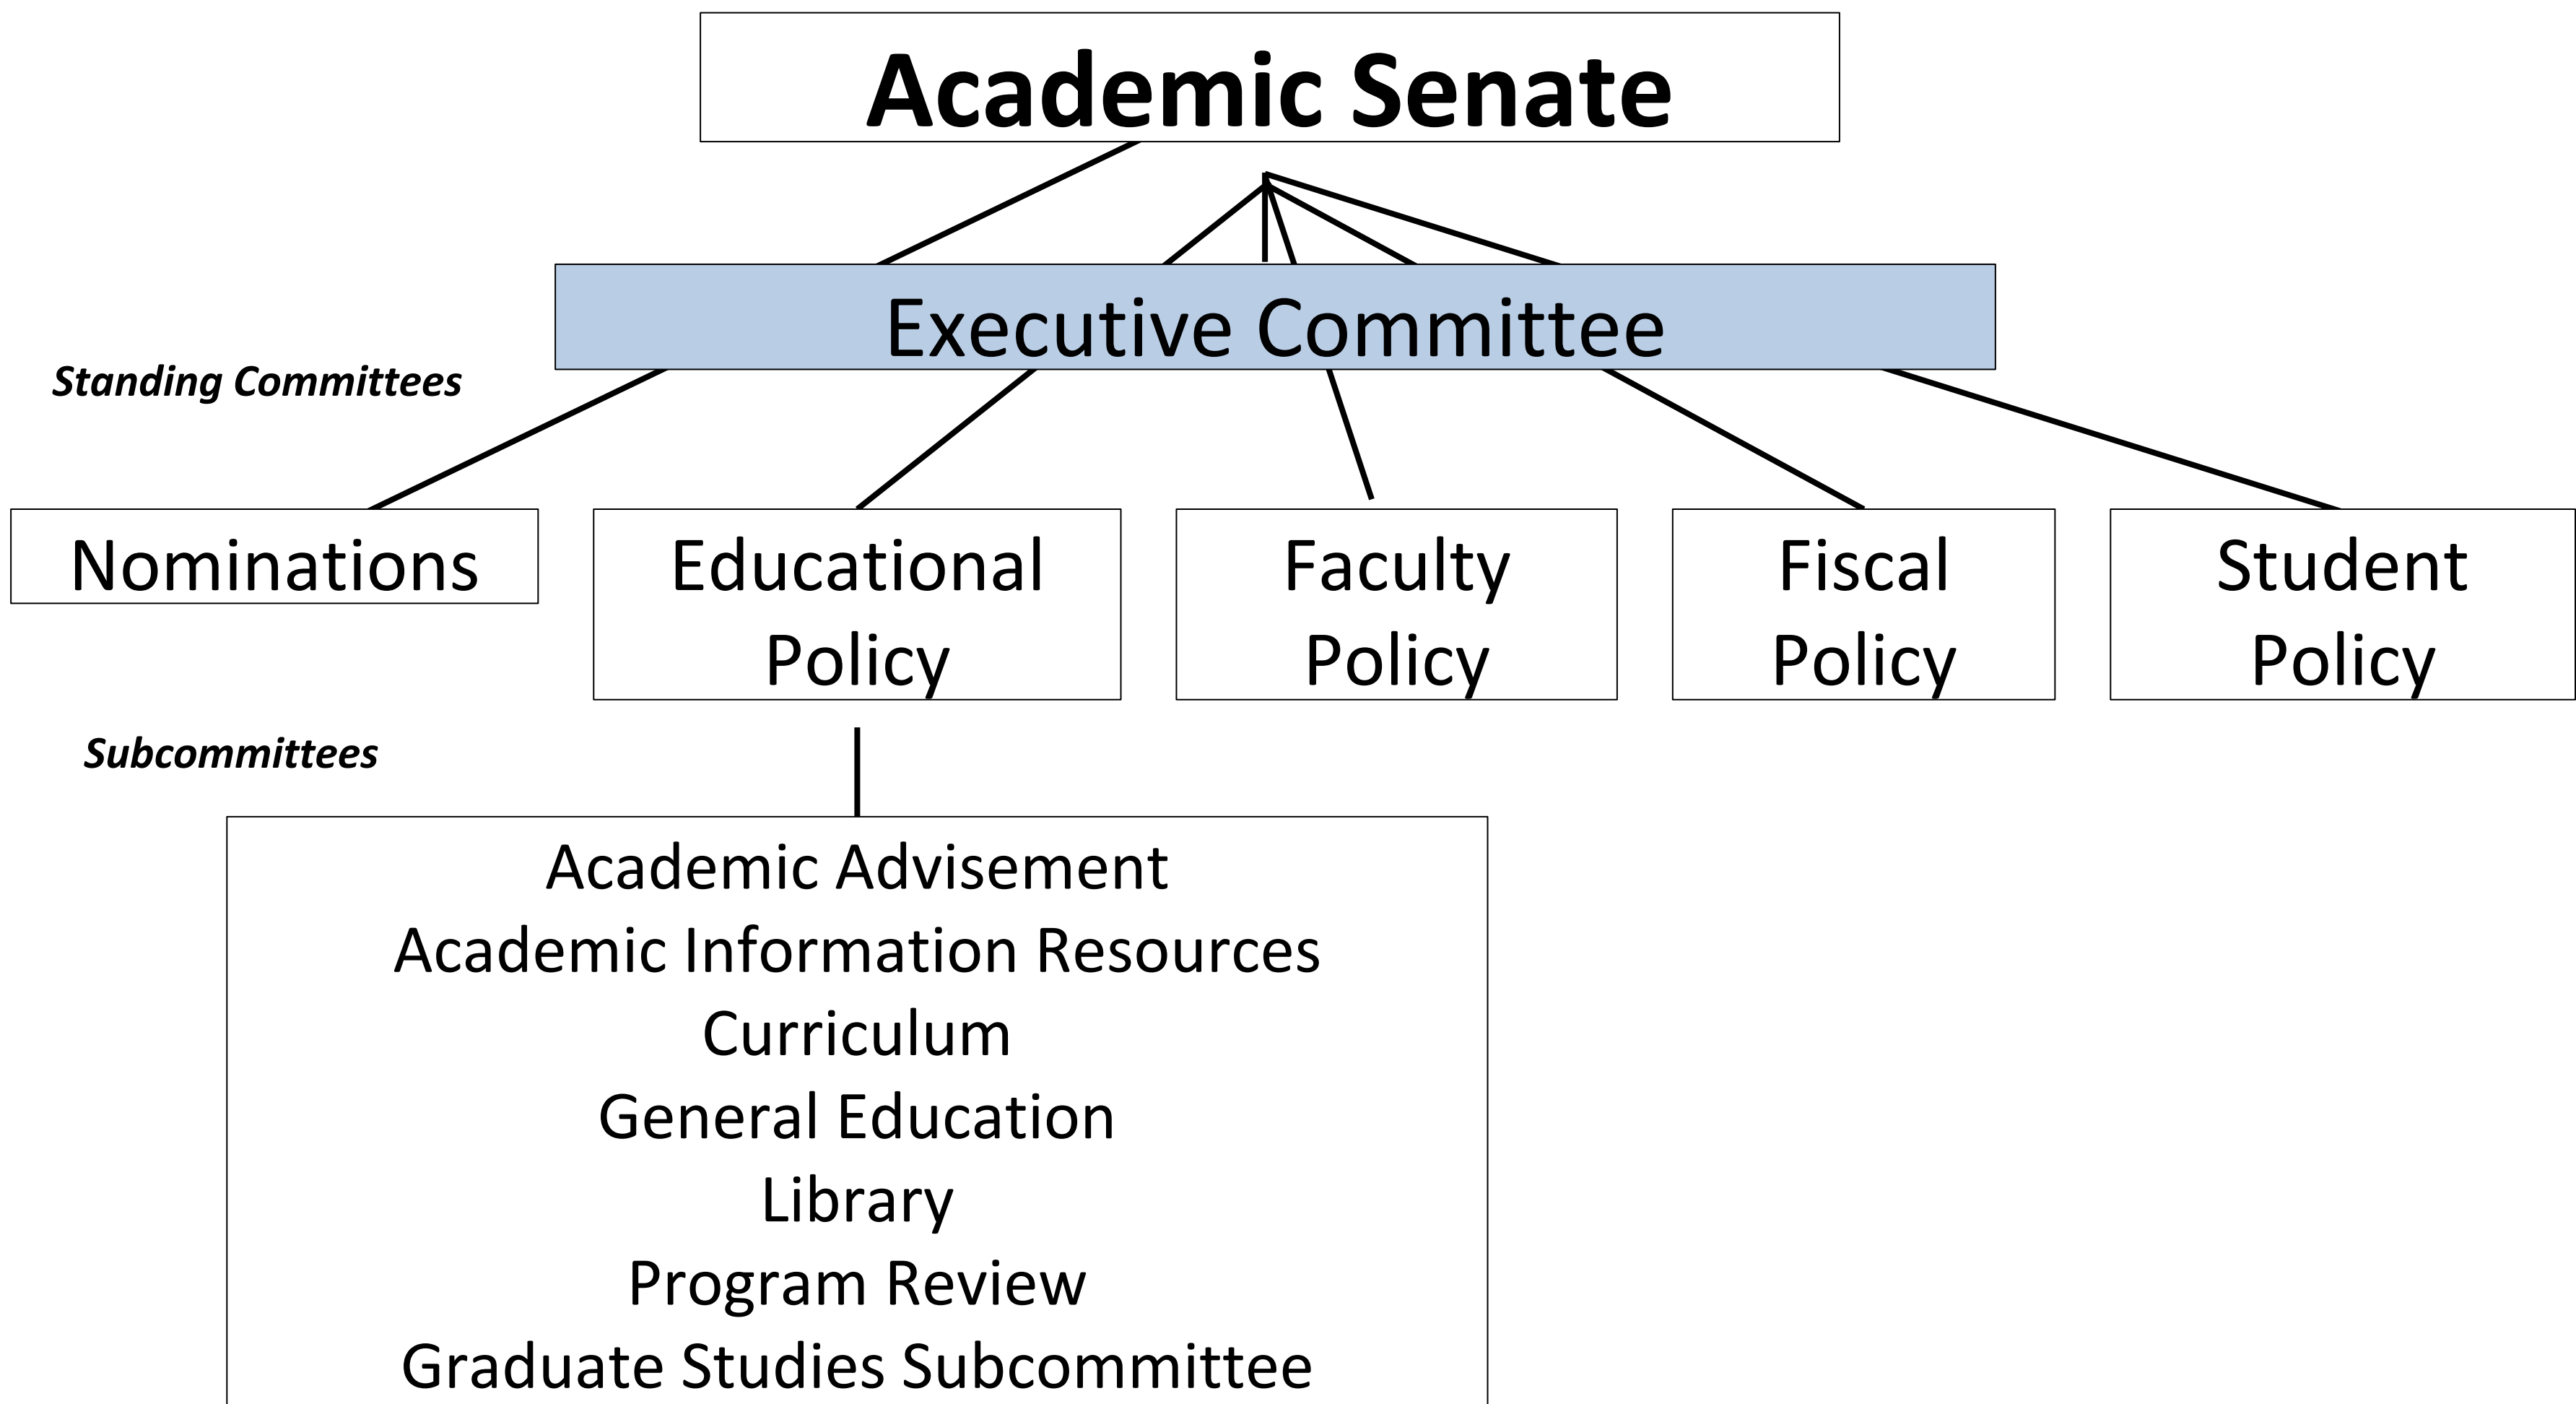 Academic Senate
Executive Committee
Standing Committees
Nominations
Educational
Policy
Faculty
Policy
Fiscal
Policy
Student
Policy
Subcommittees
Academic Advisement
Academic Information Resources
Curriculum
General Education
Library
Program Review
Graduate Studies Subcommittee